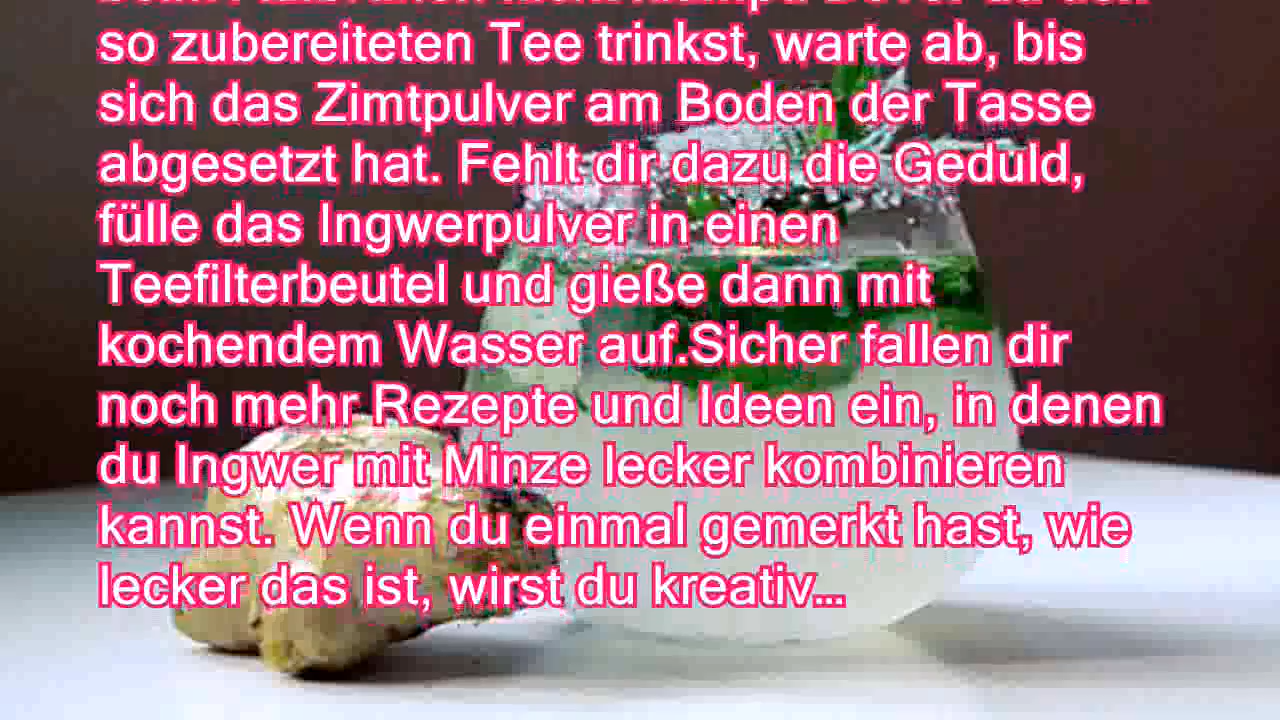 so zubereiteten Tee trinkst, warte ab, bis
sich das Zimtpulver am Boden der Tasse
abgesetzt hat. Fehlt dir dazu die Geduld,
fülle das Ingwerpulver in einen
Teefilterbeutel und gieße dann mit
kochendem Wasser auf.Sicher fallen dir
noch mehr Rezepte und Ideen ein, in denen
du Ingwer mit Minze lecker kombinieren
kannst. Wenn du einmal gemerkt hast, wie
lecker das ist, wirst du kreativ...